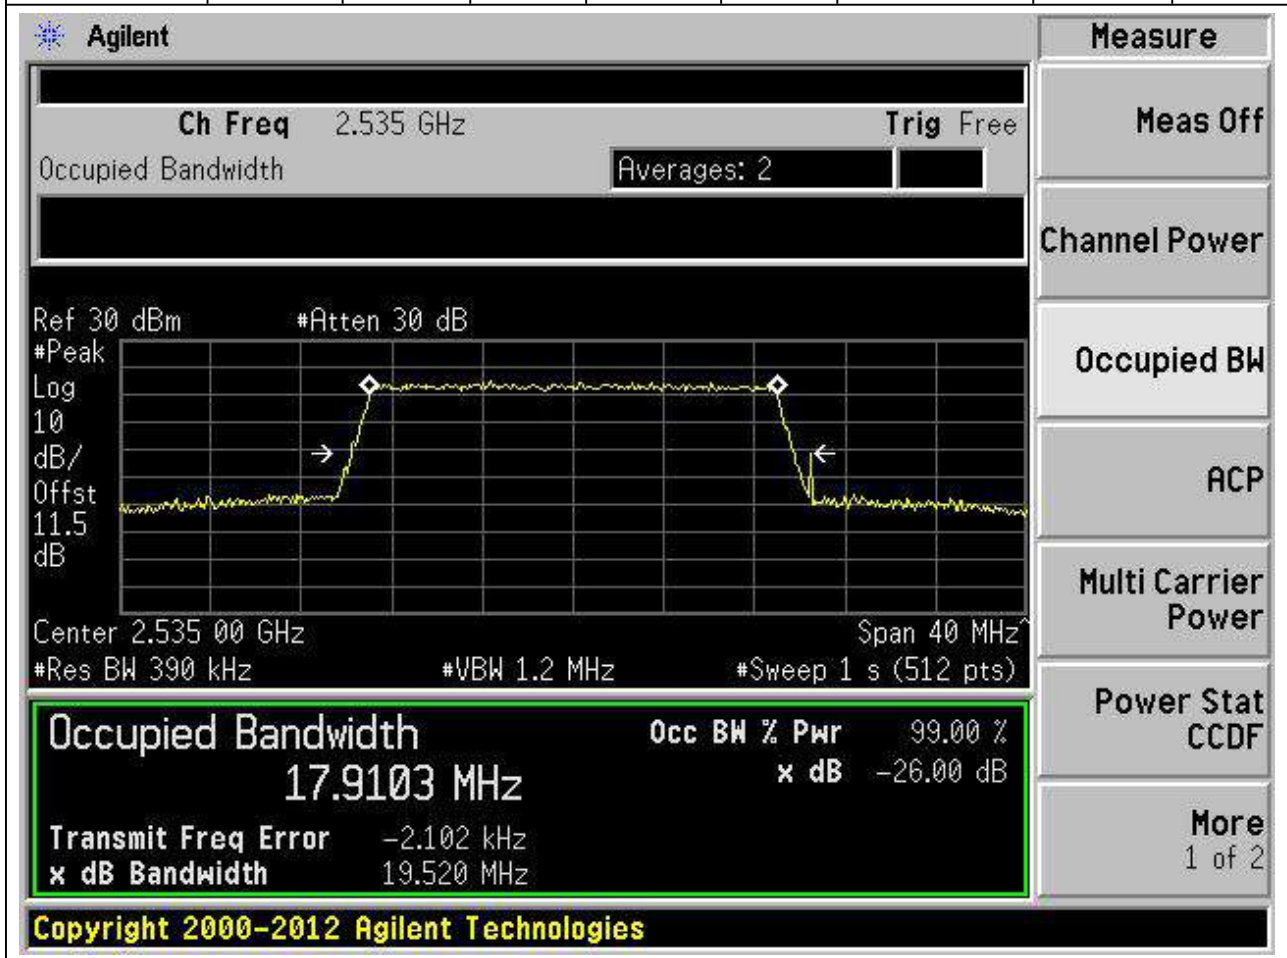 Agilent
Measure
Ch Freq 2.535 GHz
Trig Free
Meas Off
Occupied Bandwidth
Averages: 2
Channel Power
Ref 30 dBm #Atten 30 dB
#Peak
Log
10
dB/
Offst
11.5
dB
Occupied BW
ACP
Center 2.535 00 GHz Span 40 MHz^
#Res BW 390 kHz #VBW 1.2 MHz #Sweep 1 s (512 pts)
Multi Carrier
Power
Occupied Bandwidth
17.9103 MHz
Occ BW % Pwr 99.00 %
x dB -26.00 dB
Transmit Freq Error -2.102 kHz
x dB Bandwidth 19.520 MHz
Power Stat
CCDF
More
1 of 2
Copyright 2000-2012 Agilent Technologies